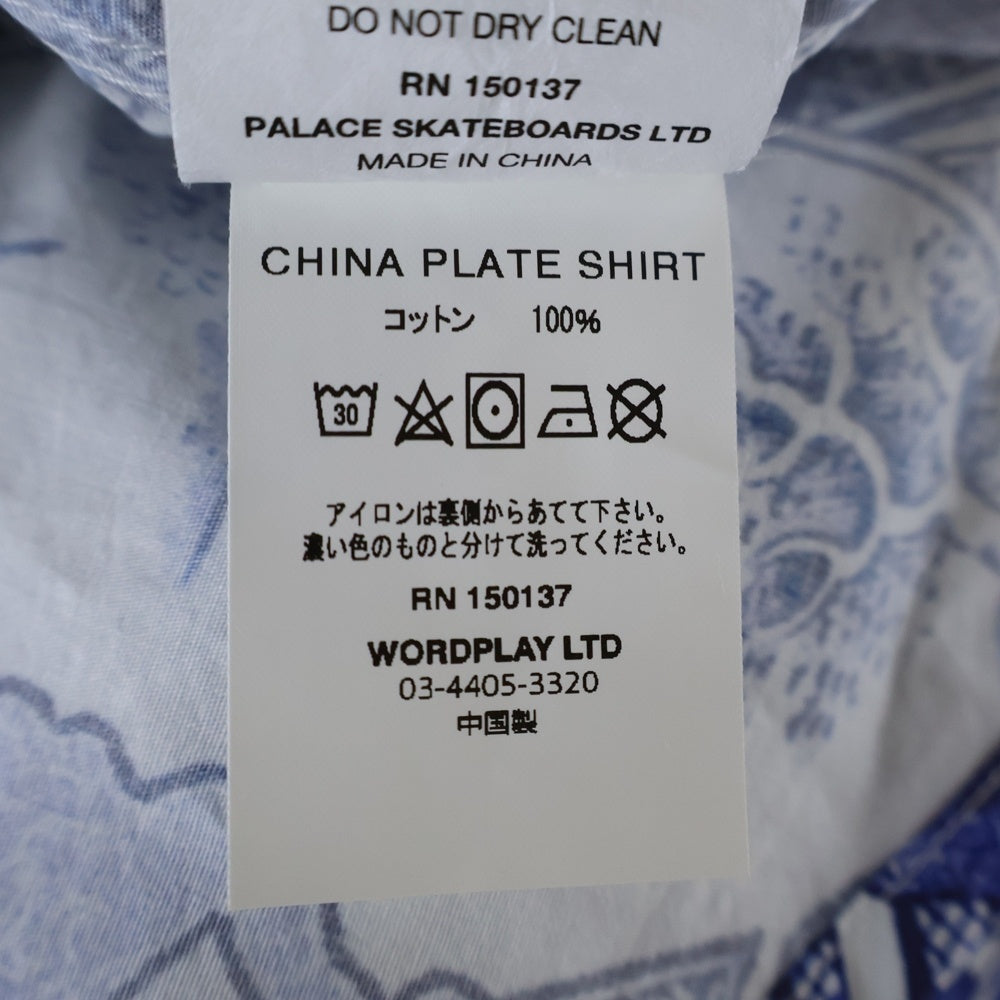 DO NOT DRY CLEAN
RN 150137
PALACE SKATEBOARDS LTD
MADE IN CHINA
CHINA PLATE SHIRT
コットン 100%
30
アイロンは裏側からあてて下さい。
濃い色のものと分けて洗ってください。
RN 150137
WORDPLAY LTD
03-4405-3320
中国製